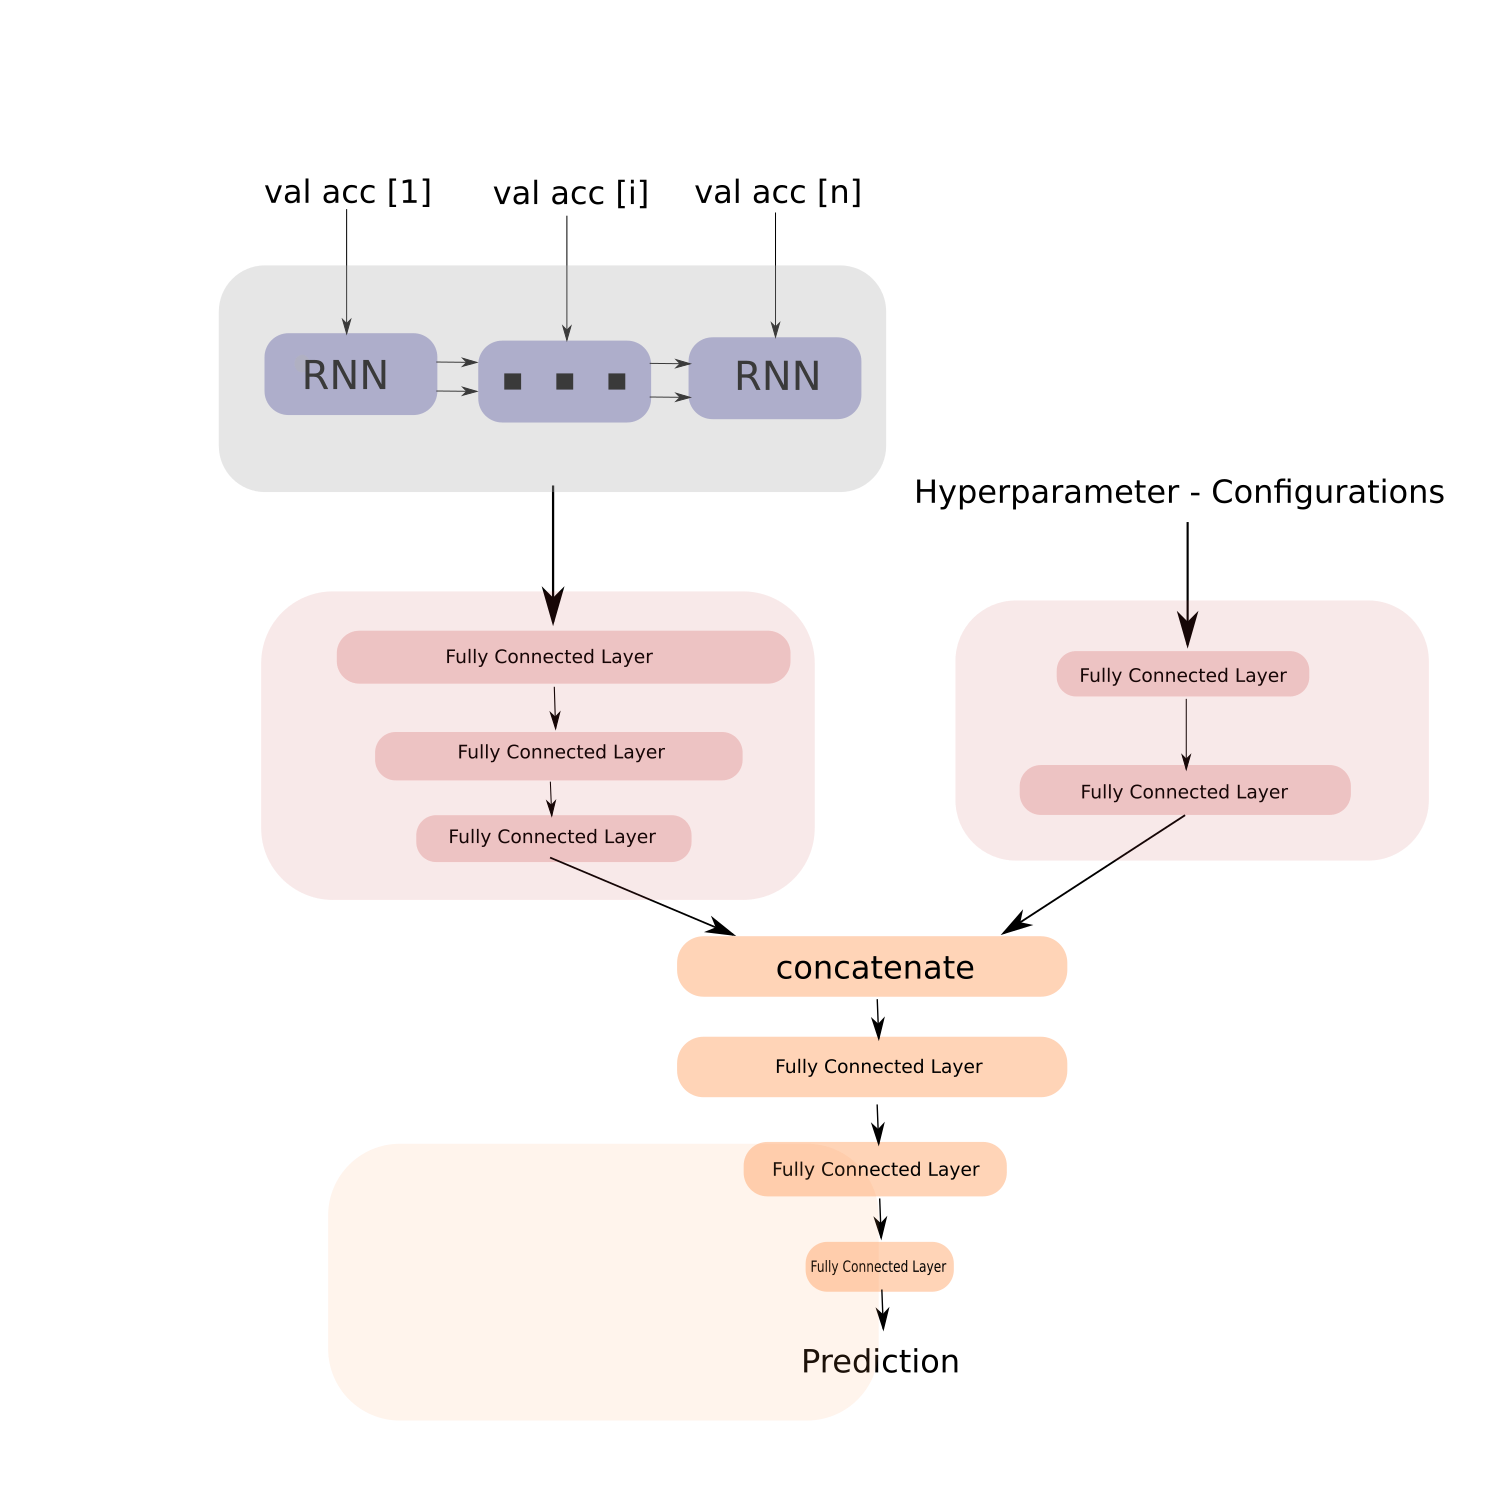 val acc [1]
val acc [i]
val acc [n]
RNN
RNN
Hyperparameter - Configurations
Fully Connected Layer
Fully Connected Layer
Fully Connected Layer
Fully Connected Layer
Fully Connected Layer
concatenate
Fully Connected Layer
Fully Connected Layer
Fully Connected Layer
Prediction